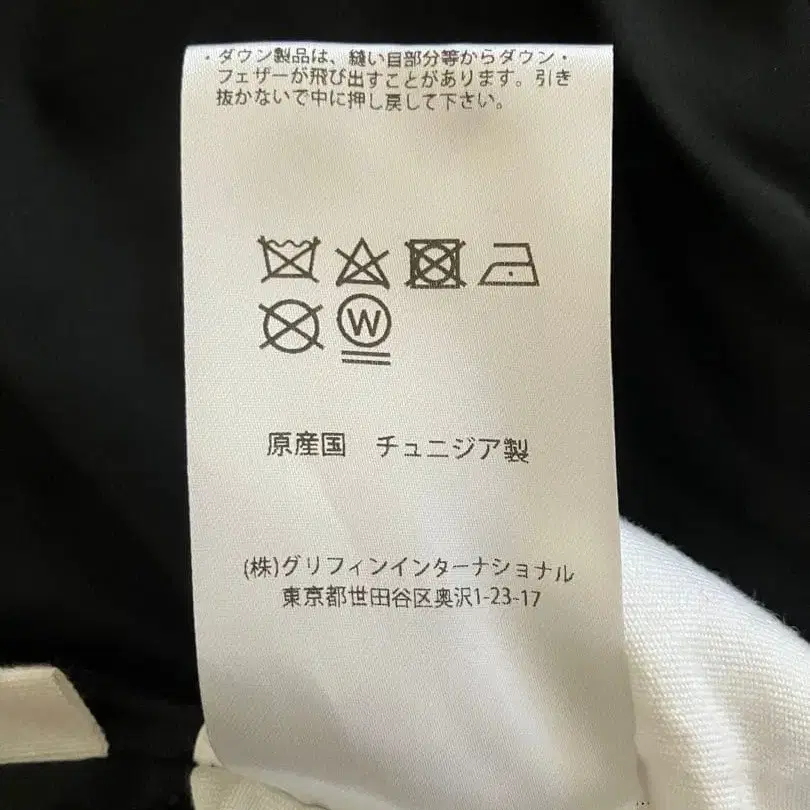 ・ダウン製品は、縫い目部分等からダウン・
フェザーが飛び出すことがあります。引き
抜かないで中に押し戻して下さい。
W
原産国 チュニジア製
(株)グリフィンインターナショナル
東京都世田谷区奥沢1-23-17